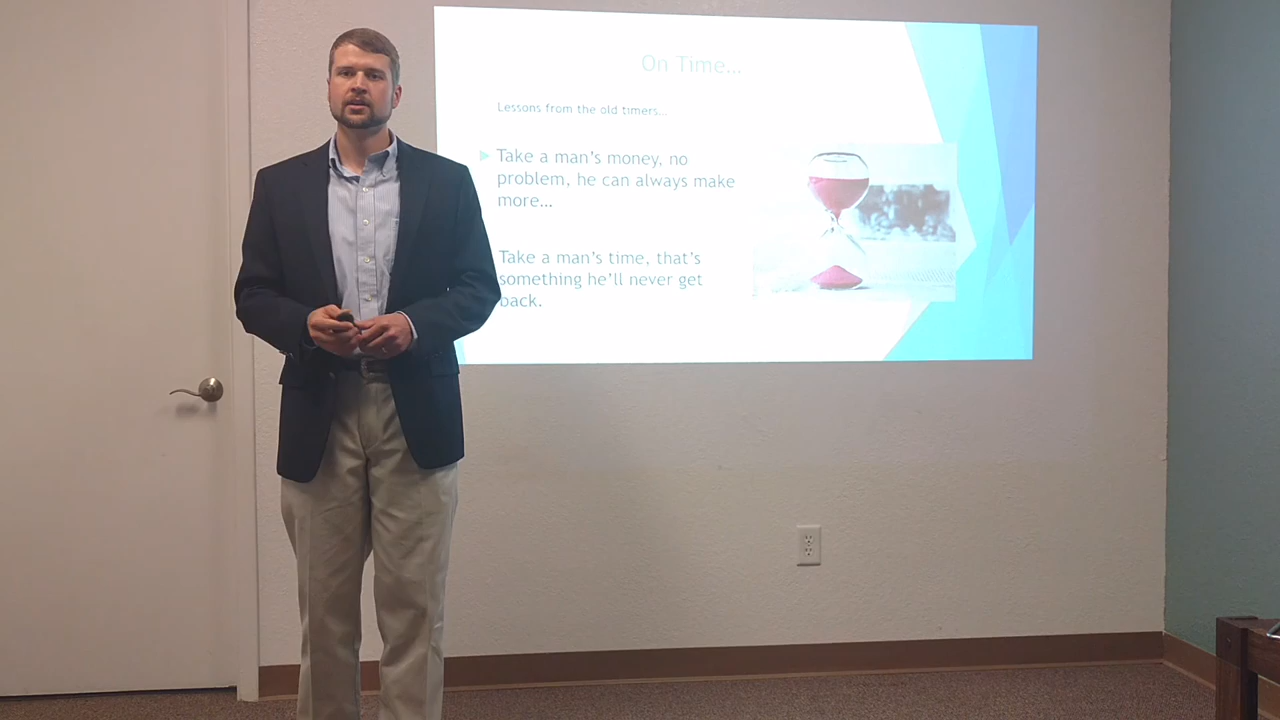 On Time...
Lessons from the old timers...
Take a man's money, no
problem, he can always make
more...
Take a man's time, that's
something he'll never get
back.